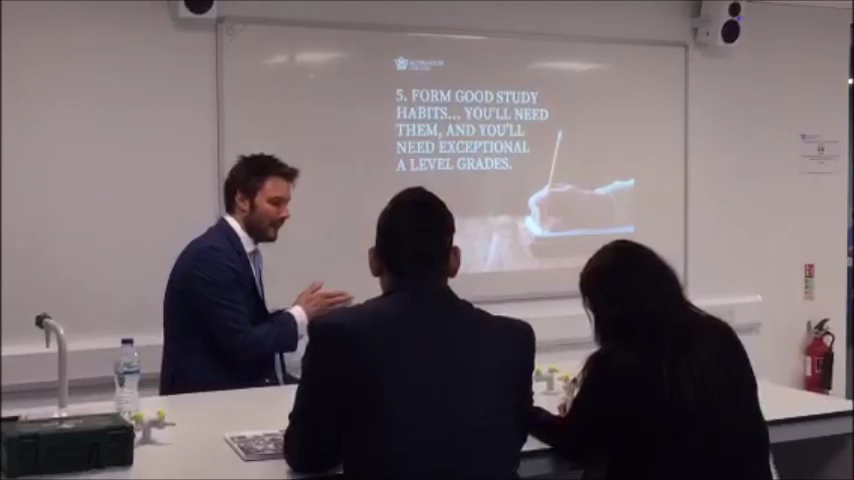 5. FORM GOOD STUDY
HABITS... YOU'LL NEED
THEM, AND YOU'LL
NEED EXCEPTIONAL
A LEVEL GRADES.